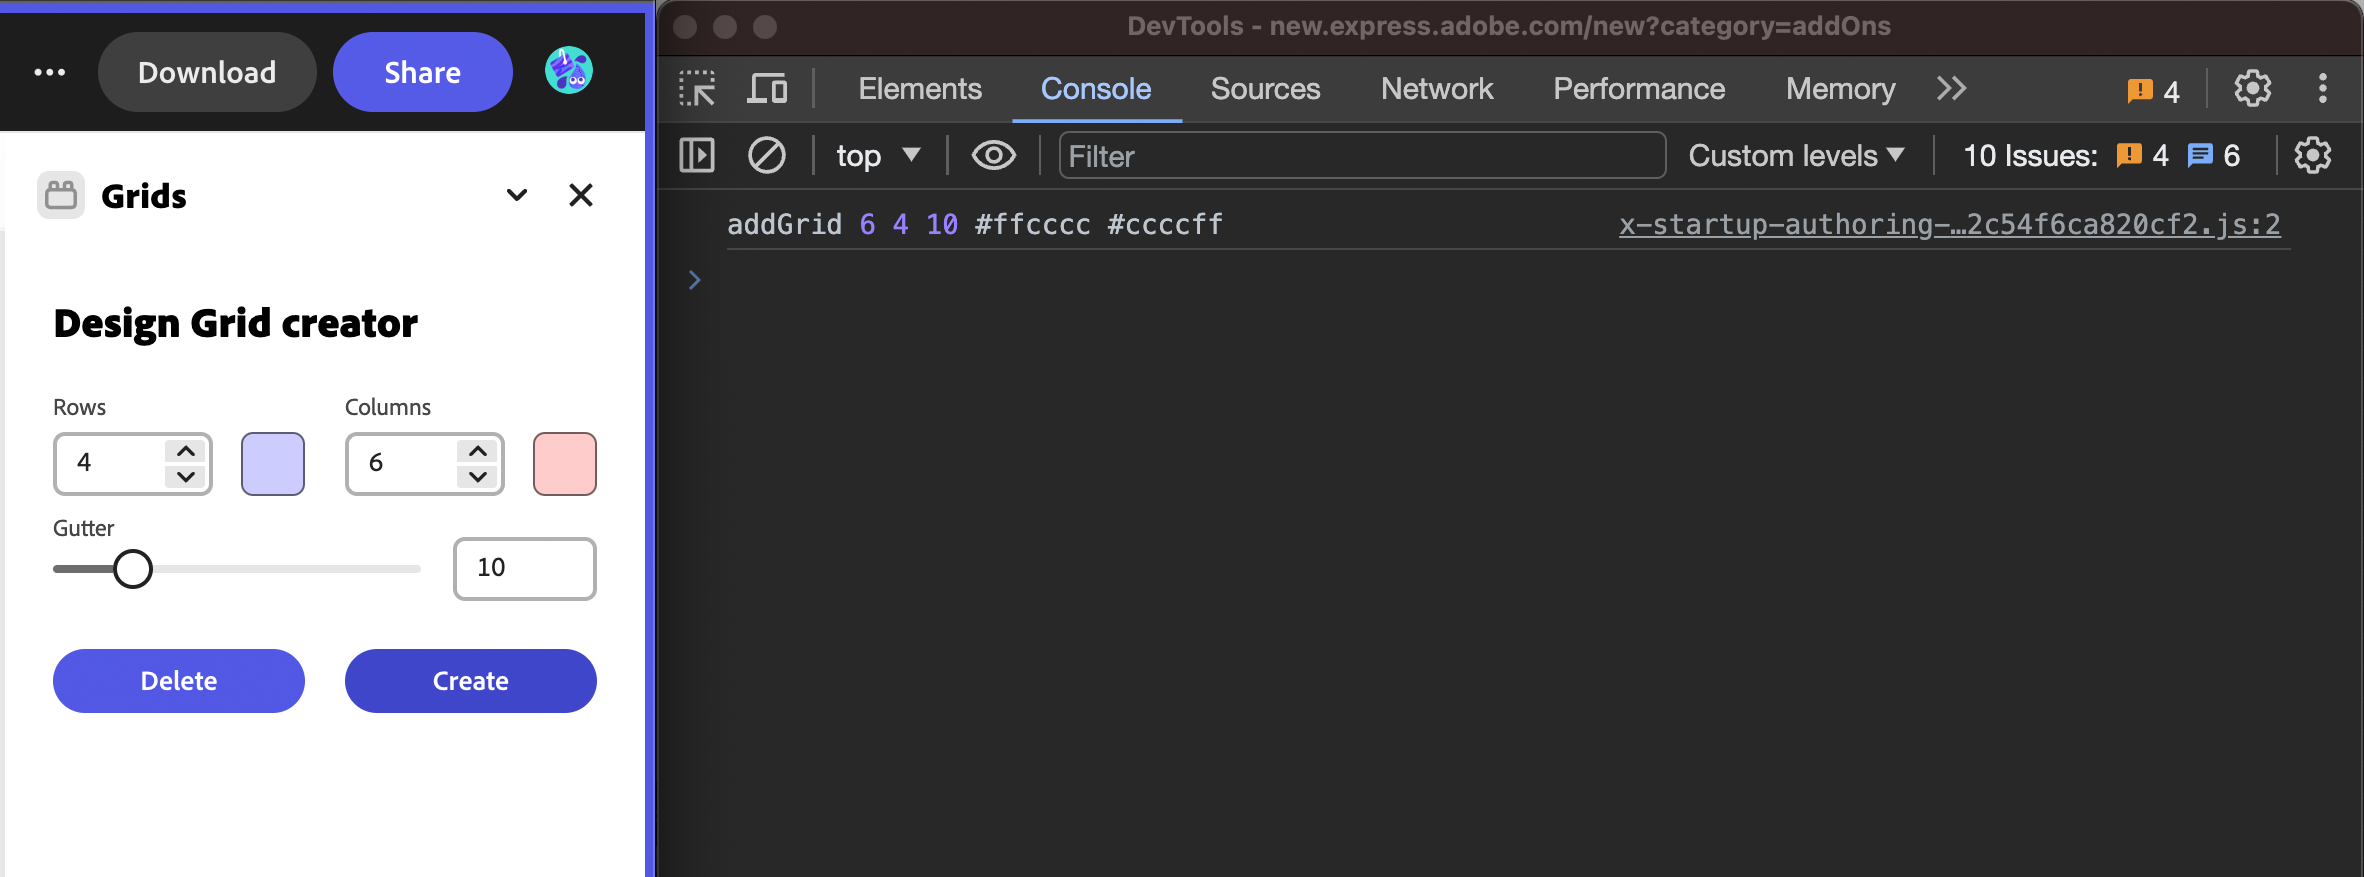 Download Share
Grids
Design Grid creator
Rows Columns
4 6
Gutter
10
Delete Create
DevTools - new.express.adobe.com/new?category=addOns
Elements Console Sources Network Performance Memory 4
top Filter Custom levels 10 Issues: 4 6
addGrid 6 4 10 #ffcccc #ccccff x-startup-authoring-…2c54f6ca820cf2.js:2